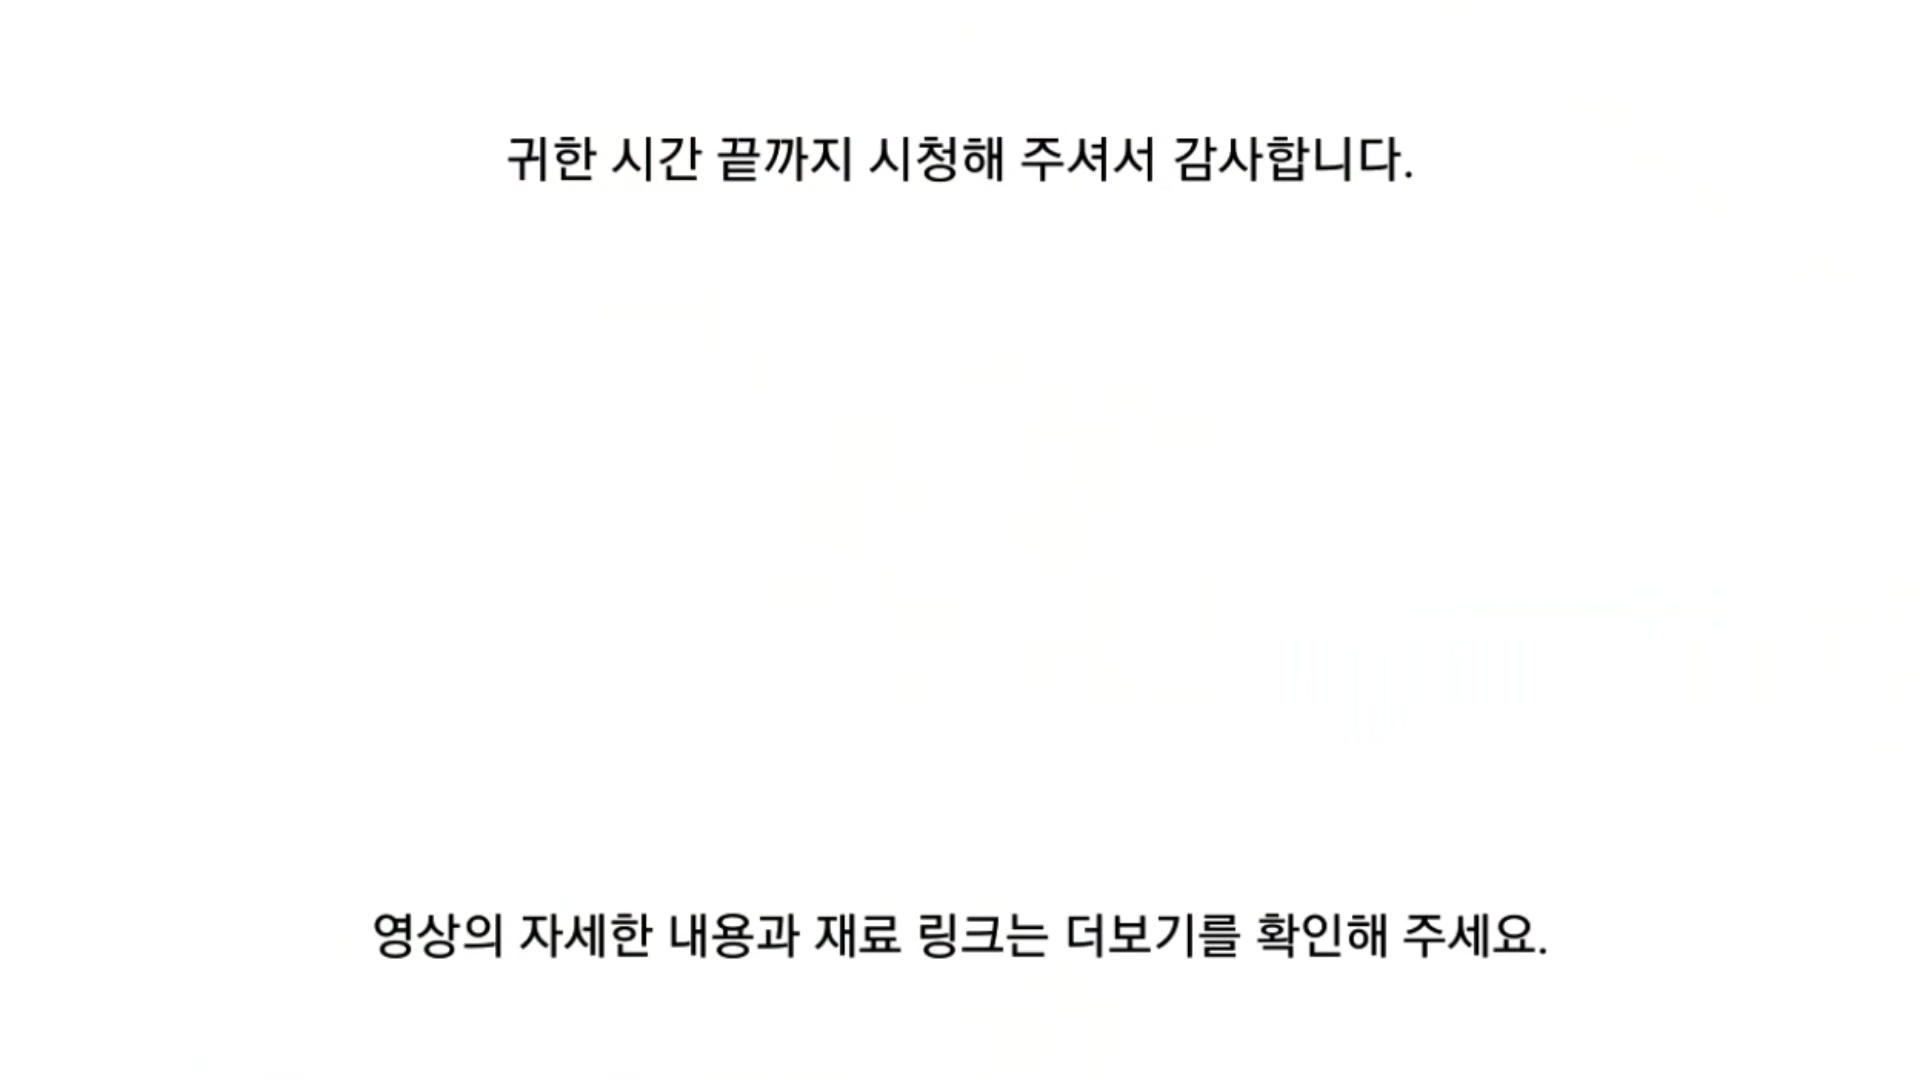 귀한 시간 끝까지 시청해 주셔서 감사합니다.
영상의 자세한 내용과 재료 링크는 더보기를 확인해 주세요.